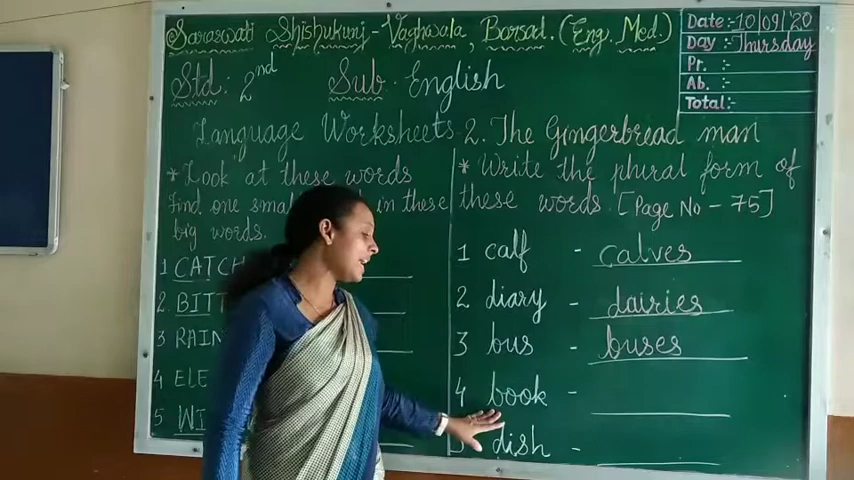 Saraswati Shishukunj-Vaghwala, Borsad. (Eng. Med.)
Date :- 10/09/'20
Day :- Thursday
Pr. :-
Ab. :-
Total :-
Std : 2nd Sub : English
Language Worksheets - 2. The Gingerbread man
* Look at these words.
Find one in these
big words.
1 CATCH
2 BITT
3 RAIN
4 ELE
5 WI
* Write the plural form of
these words. [Page No - 75]
1 calf - calves
2 diary - dairies
3 bus - buses
4 book -
dish -